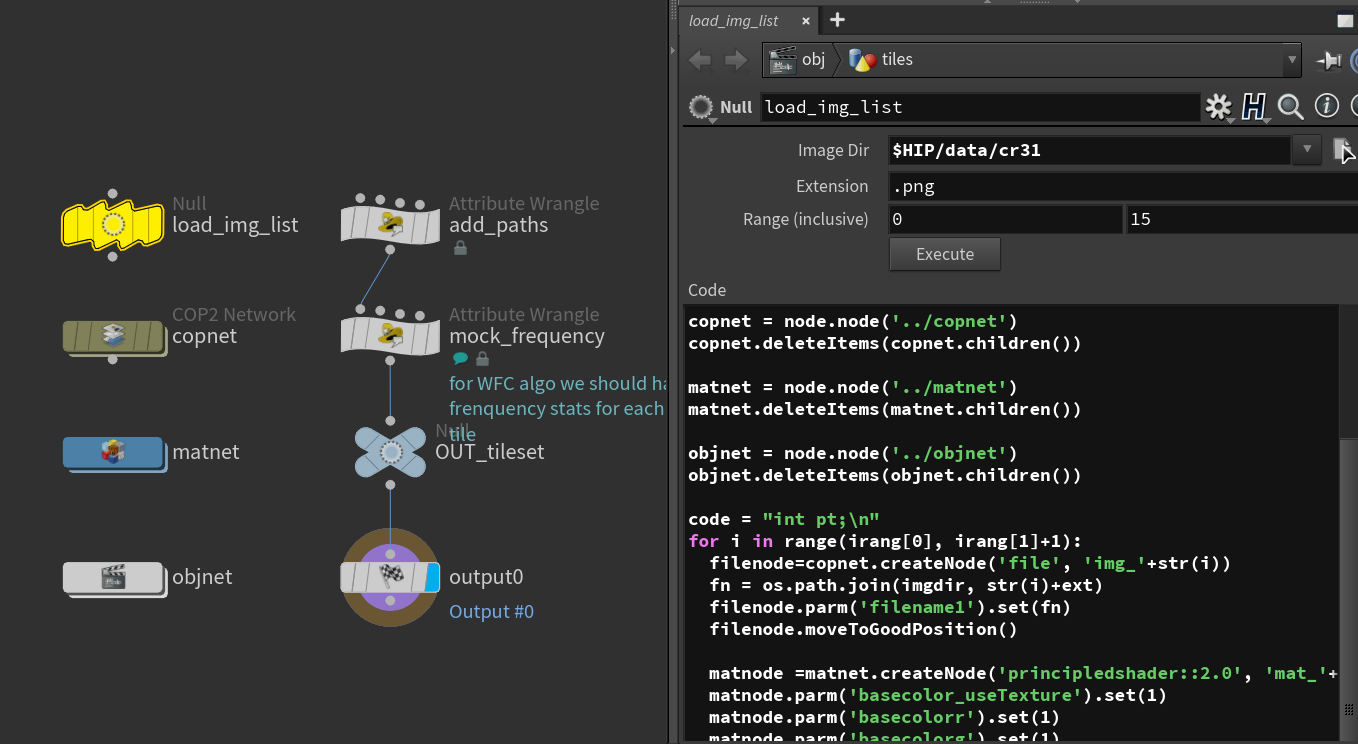 load_img_list × +
obj tiles
Null load_img_list
Image Dir $HIP/data/cr31
Extension .png
Range (inclusive) 0 15
Execute
Code
copnet = node.node('../copnet')
copnet.deleteItems(copnet.children())
matnet = node.node('../matnet')
matnet.deleteItems(matnet.children())
objnet = node.node('../objnet')
objnet.deleteItems(objnet.children())
code = "int pt;\n"
for i in range(irang[0], irang[1]+1):
filenode=copnet.createNode('file', 'img_'+str(i))
fn = os.path.join(imgdir, str(i)+ext)
filenode.parm('filename1').set(fn)
filenode.moveToGoodPosition()
matnode =matnet.createNode('principledshader::2.0', 'mat_'+
matnode.parm('basecolor_useTexture').set(1)
matnode.parm('basecolorr').set(1)
matnode.parm('basecolorg').set(1)
Null
load_img_list
COP2 Network
copnet
matnet
objnet
Attribute Wrangle
add_paths
Attribute Wrangle
mock_frequency
for WFC algo we should ha
frenquency stats for each
tile
Null
OUT_tileset
output0
Output #0